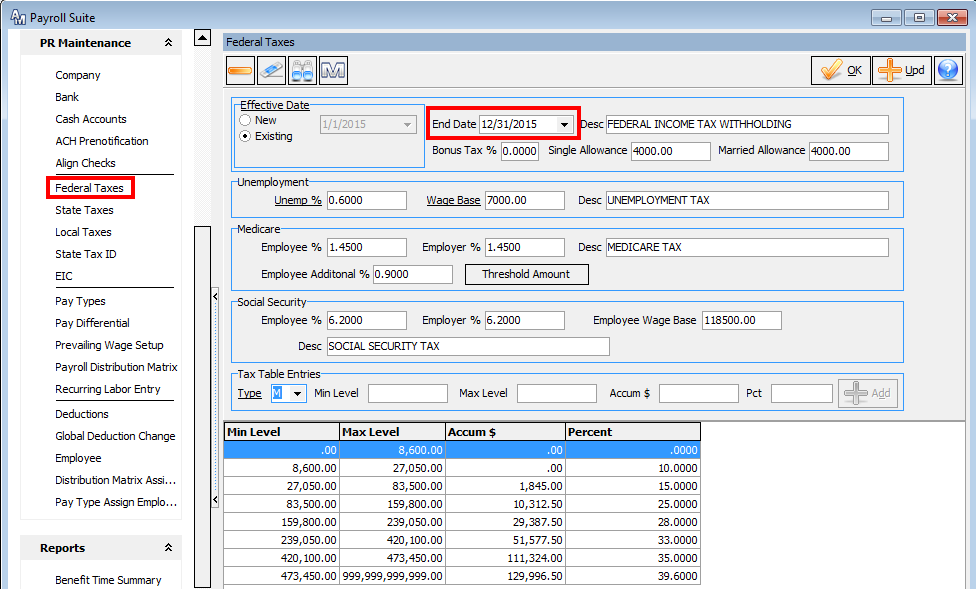 AM Payroll Suite
PR Maintenance
Company
Bank
Cash Accounts
ACH Prenotification
Align Checks
Federal Taxes
State Taxes
Local Taxes
State Tax ID
EIC
Pay Types
Pay Differential
Prevailing Wage Setup
Payroll Distribution Matrix
Recurring Labor Entry
Deductions
Global Deduction Change
Employee
Distribution Matrix Assi...
Pay Type Assign Emplo...
Reports
Benefit Time Summary
Federal Taxes
M OK Upd ?
Effective Date
New 1/1/2015
Existing
End Date 12/31/2015 Desc FEDERAL INCOME TAX WITHHOLDING
Bonus Tax % 0.0000 Single Allowance 4000.00 Married Allowance 4000.00
Unemployment
Unemp % 0.6000 Wage Base 7000.00 Desc UNEMPLOYMENT TAX
Medicare
Employee % 1.4500 Employer % 1.4500 Desc MEDICARE TAX
Employee Additonal % 0.9000 Threshold Amount
Social Security
Employee % 6.2000 Employer % 6.2000 Employee Wage Base 118500.00
Desc SOCIAL SECURITY TAX
Tax Table Entries
Type M Min Level Max Level Accum $ Pct Add
Min Level Max Level Accum $ Percent
.00 8,600.00 .00 .0000
8,600.00 27,050.00 .00 10.0000
27,050.00 83,500.00 1,845.00 15.0000
83,500.00 159,800.00 10,312.50 25.0000
159,800.00 239,050.00 29,387.50 28.0000
239,050.00 420,100.00 51,577.50 33.0000
420,100.00 473,450.00 111,324.00 35.0000
473,450.00 999,999,999,999.00 129,996.50 39.6000